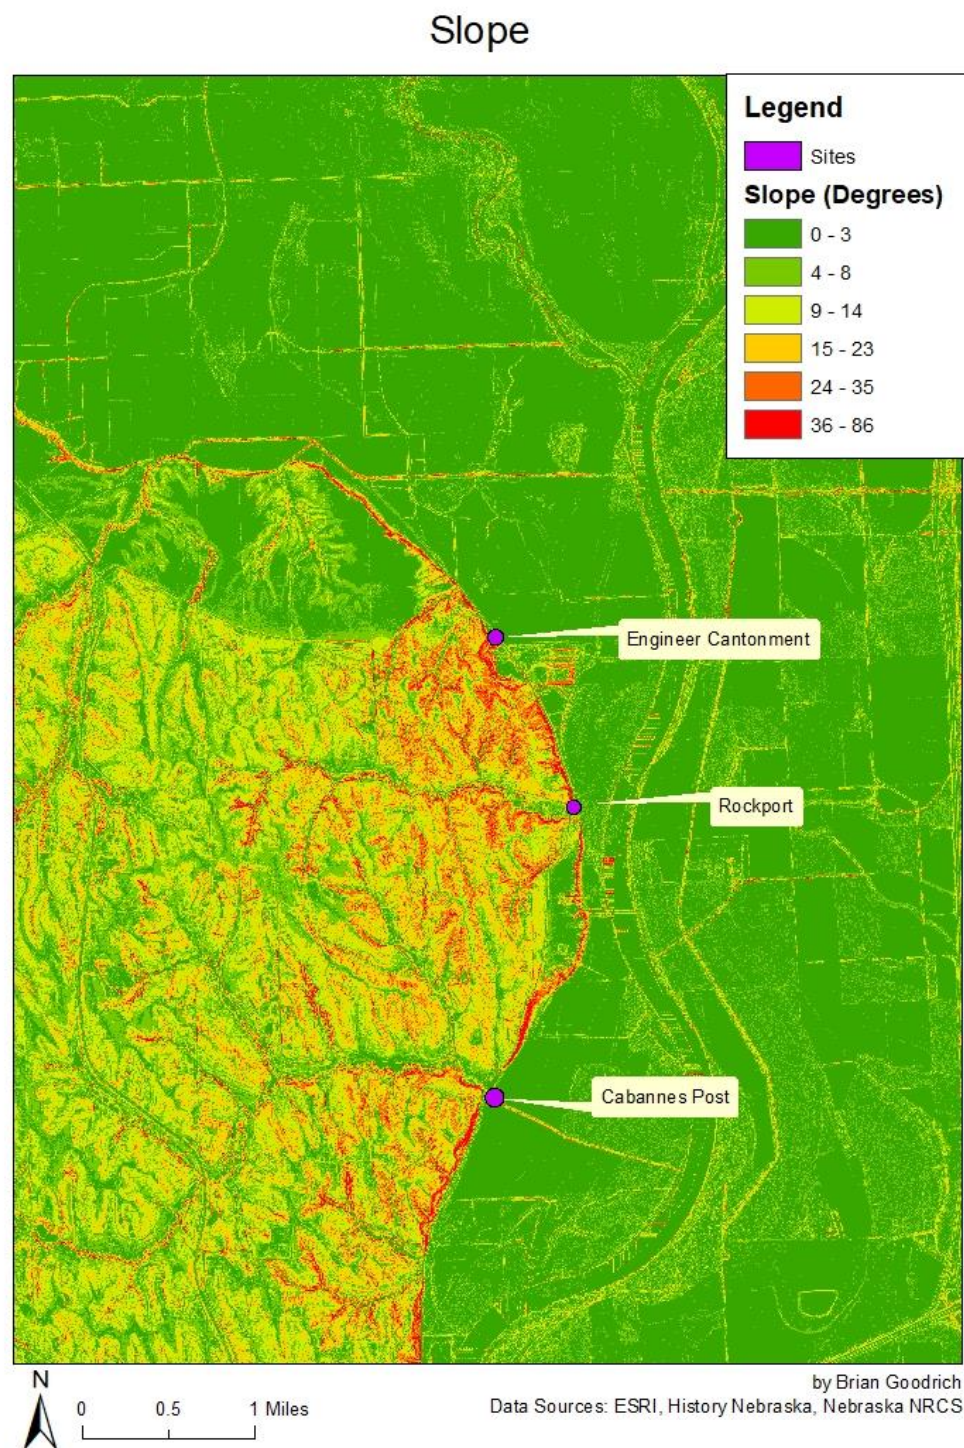 Slope
Legend
Sites
Slope (Degrees)
0 - 3
4 - 8
9 - 14
15 - 23
24 - 35
36 - 86
Engineer Cantonment
Rockport
Cabannes Post
N
0 0.5 1 Miles
by Brian Goodrich
Data Sources: ESRI, History Nebraska, Nebraska NRCS